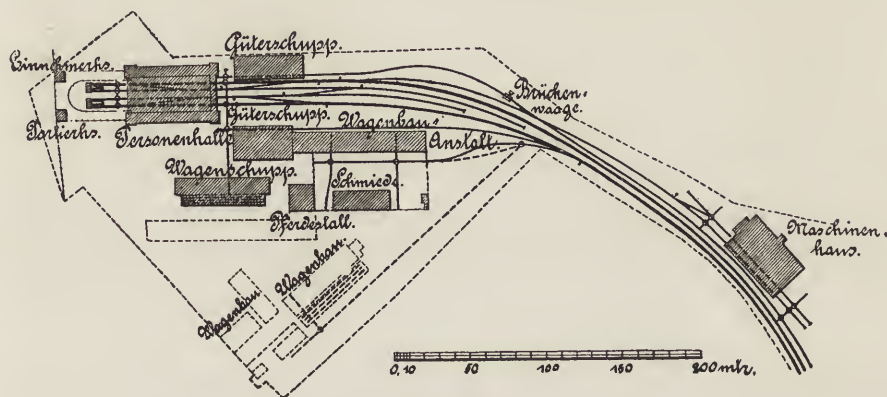 Güterschupp.
Einnehmerhs.
Brücken-
waage.
Portierhs.
Personenhalle
Güterschupp.
Wagenbau-
Anstalt.
Wagenschupp.
Schmiede.
Pferdestall.
Maschinen-
haus.
Wagenbau.
Wagenbau.
0, 10 50 100 150 200 mtr.